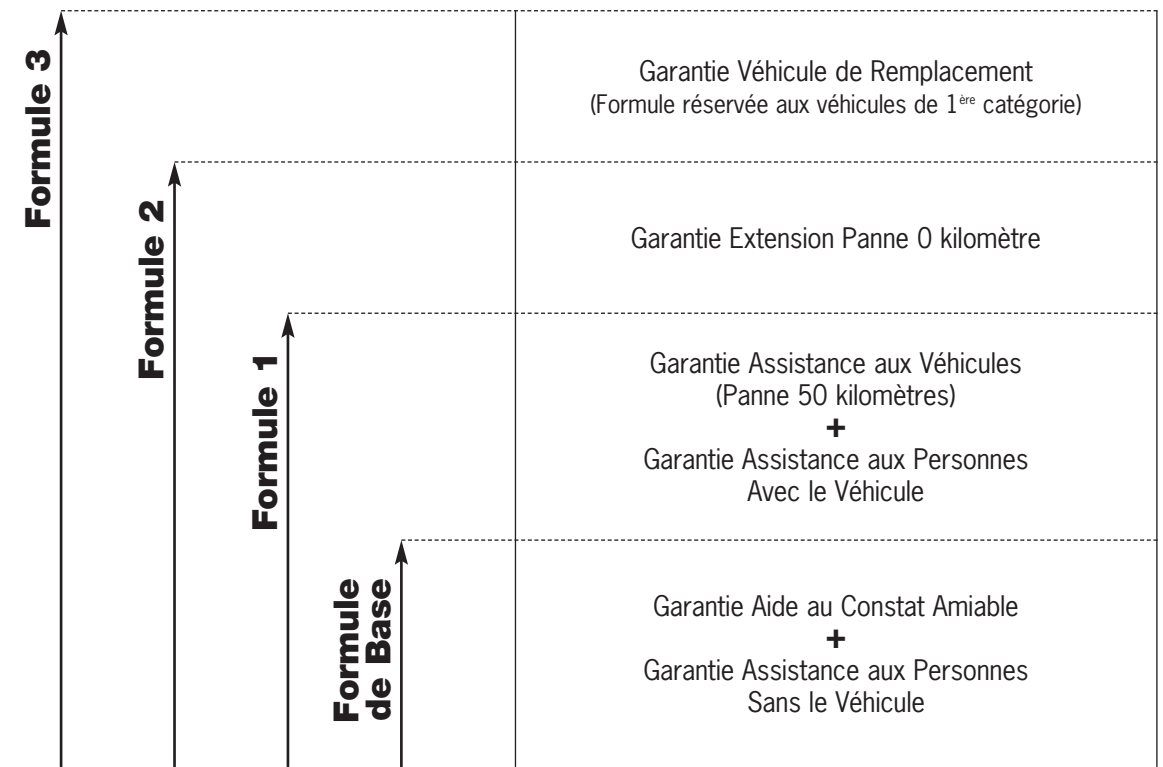 Formule 3
Garantie Véhicule de Remplacement
(Formule réservée aux véhicules de 1ère catégorie)
Formule 2
Garantie Extension Panne 0 kilomètre
Formule 1
Garantie Assistance aux Véhicules
(Panne 50 kilomètres)
+
Garantie Assistance aux Personnes
Avec le Véhicule
Formule
de Base
Garantie Aide au Constat Amiable
+
Garantie Assistance aux Personnes
Sans le Véhicule